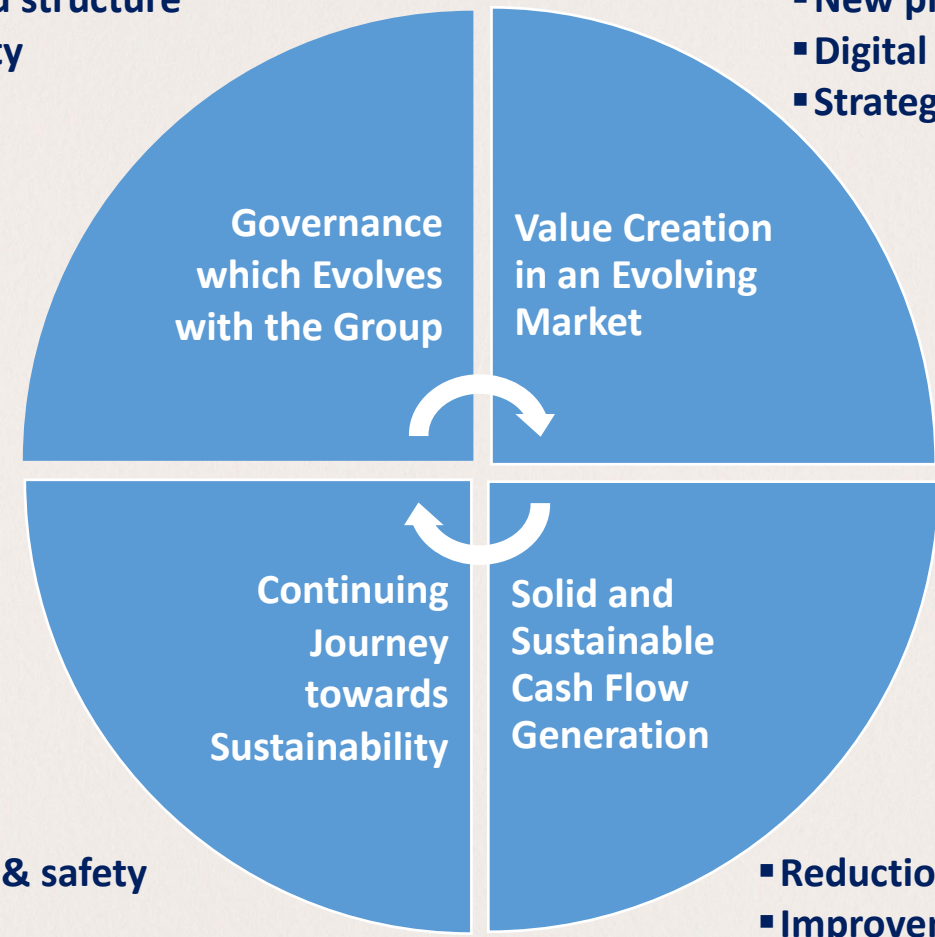 structure
Governance
which Evolves
with the Group
Value Creation
in an Evolving
Market
▪ Digital
Continuing
Journey
towards
Sustainability
Solid and
Sustainable
Cash Flow
Generation
& safety